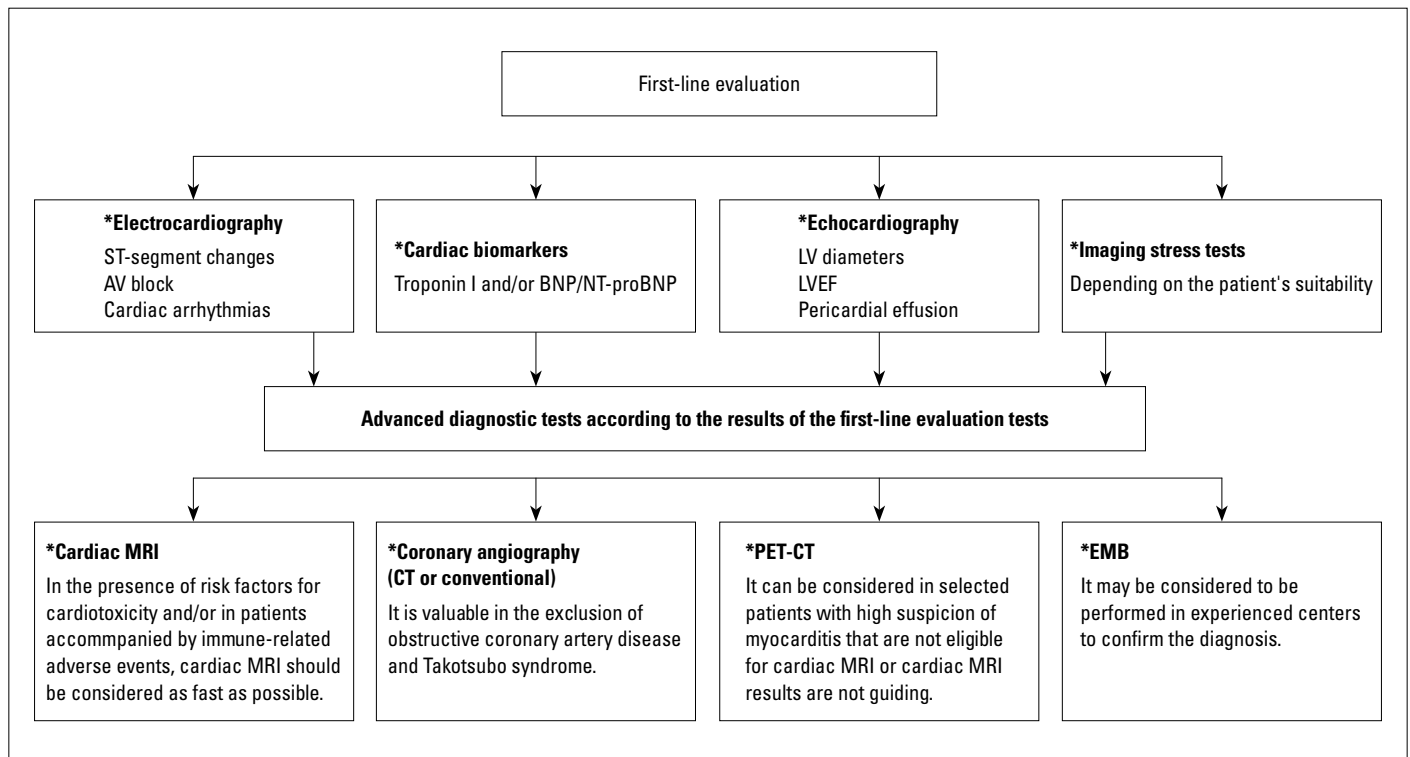 First-line evaluation
*Electrocardiography
ST-segment changes
AV block
Cardiac arrhythmias
*Cardiac biomarkers
Troponin I and/or BNP/NT-proBNP
*Echocardiography
LV diameters
LVEF
Pericardial effusion
*Imaging stress tests
Depending on the patient's suitability
Advanced diagnostic tests according to the results of the first-line evaluation tests
*Cardiac MRI
In the presence of risk factors for
cardiotoxicity and/or in patients
accommpanied by immune-related
adverse events, cardiac MRI should
be considered as fast as possible.
*Coronary angiography
(CT or conventional)
It is valuable in the exclusion of
obstructive coronary artery disease
and Takotsubo syndrome.
*PET-CT
It can be considered in selected
patients with high suspicion of
myocarditis that are not eligible
for cardiac MRI or cardiac MRI
results are not guiding.
*EMB
It may be considered to be
performed in experienced centers
to confirm the diagnosis.